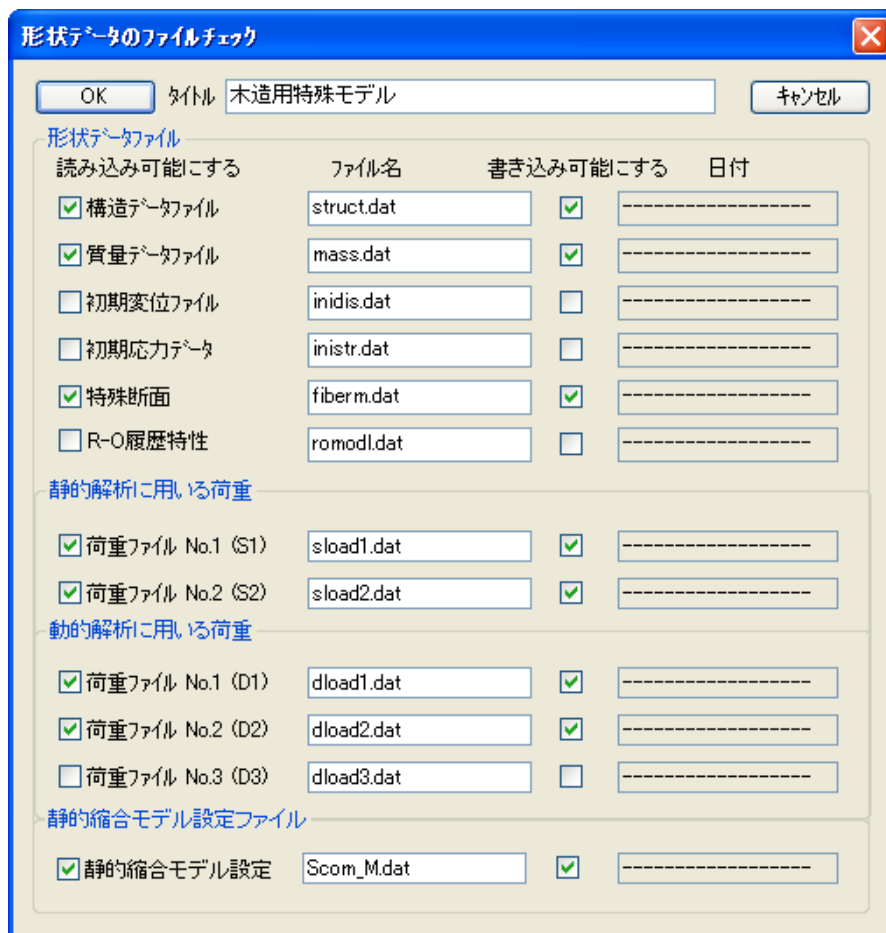 形状ﾃﾞｰﾀのﾌｧｲﾙﾁｪｯｸ
OK ﾀｲﾄﾙ 木造用特殊モデル ｷｬﾝｾﾙ
形状ﾃﾞｰﾀﾌｧｲﾙ
読み込み可能にする ファイル名 書き込み可能にする 日付
構造ﾃﾞｰﾀﾌｧｲﾙ struct.dat ------------------
質量ﾃﾞｰﾀﾌｧｲﾙ mass.dat ------------------
初期変位ﾌｧｲﾙ inidis.dat ------------------
初期応力ﾃﾞｰﾀ inistr.dat ------------------
特殊断面 fiberm.dat ------------------
R-O履歴特性 romodl.dat ------------------
静的解析に用いる荷重
荷重ﾌｧｲﾙ No.1 (S1) sload1.dat ------------------
荷重ﾌｧｲﾙ No.2 (S2) sload2.dat ------------------
動的解析に用いる荷重
荷重ﾌｧｲﾙ No.1 (D1) dload1.dat ------------------
荷重ﾌｧｲﾙ No.2 (D2) dload2.dat ------------------
荷重ﾌｧｲﾙ No.3 (D3) dload3.dat ------------------
静的縮合モデル設定ファイル
静的縮合モデル設定 Scom_M.dat ------------------